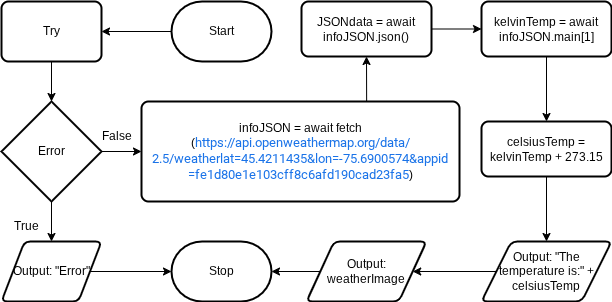 Try
Start
JSONdata = await
infoJSON.json()
kelvinTemp = await
infoJSON.main[1]
Error
False
infoJSON = await fetch
(https://api.openweathermap.org/data/
2.5/weatherlat=45.4211435&lon=-75.6900574&appid
=fe1d80e1e103cff8c6afd190cad23fa5)
celsiusTemp =
kelvinTemp + 273.15
True
Output: "Error"
Stop
Output:
weatherImage
Output: "The
temperature is:" +
celsiusTemp